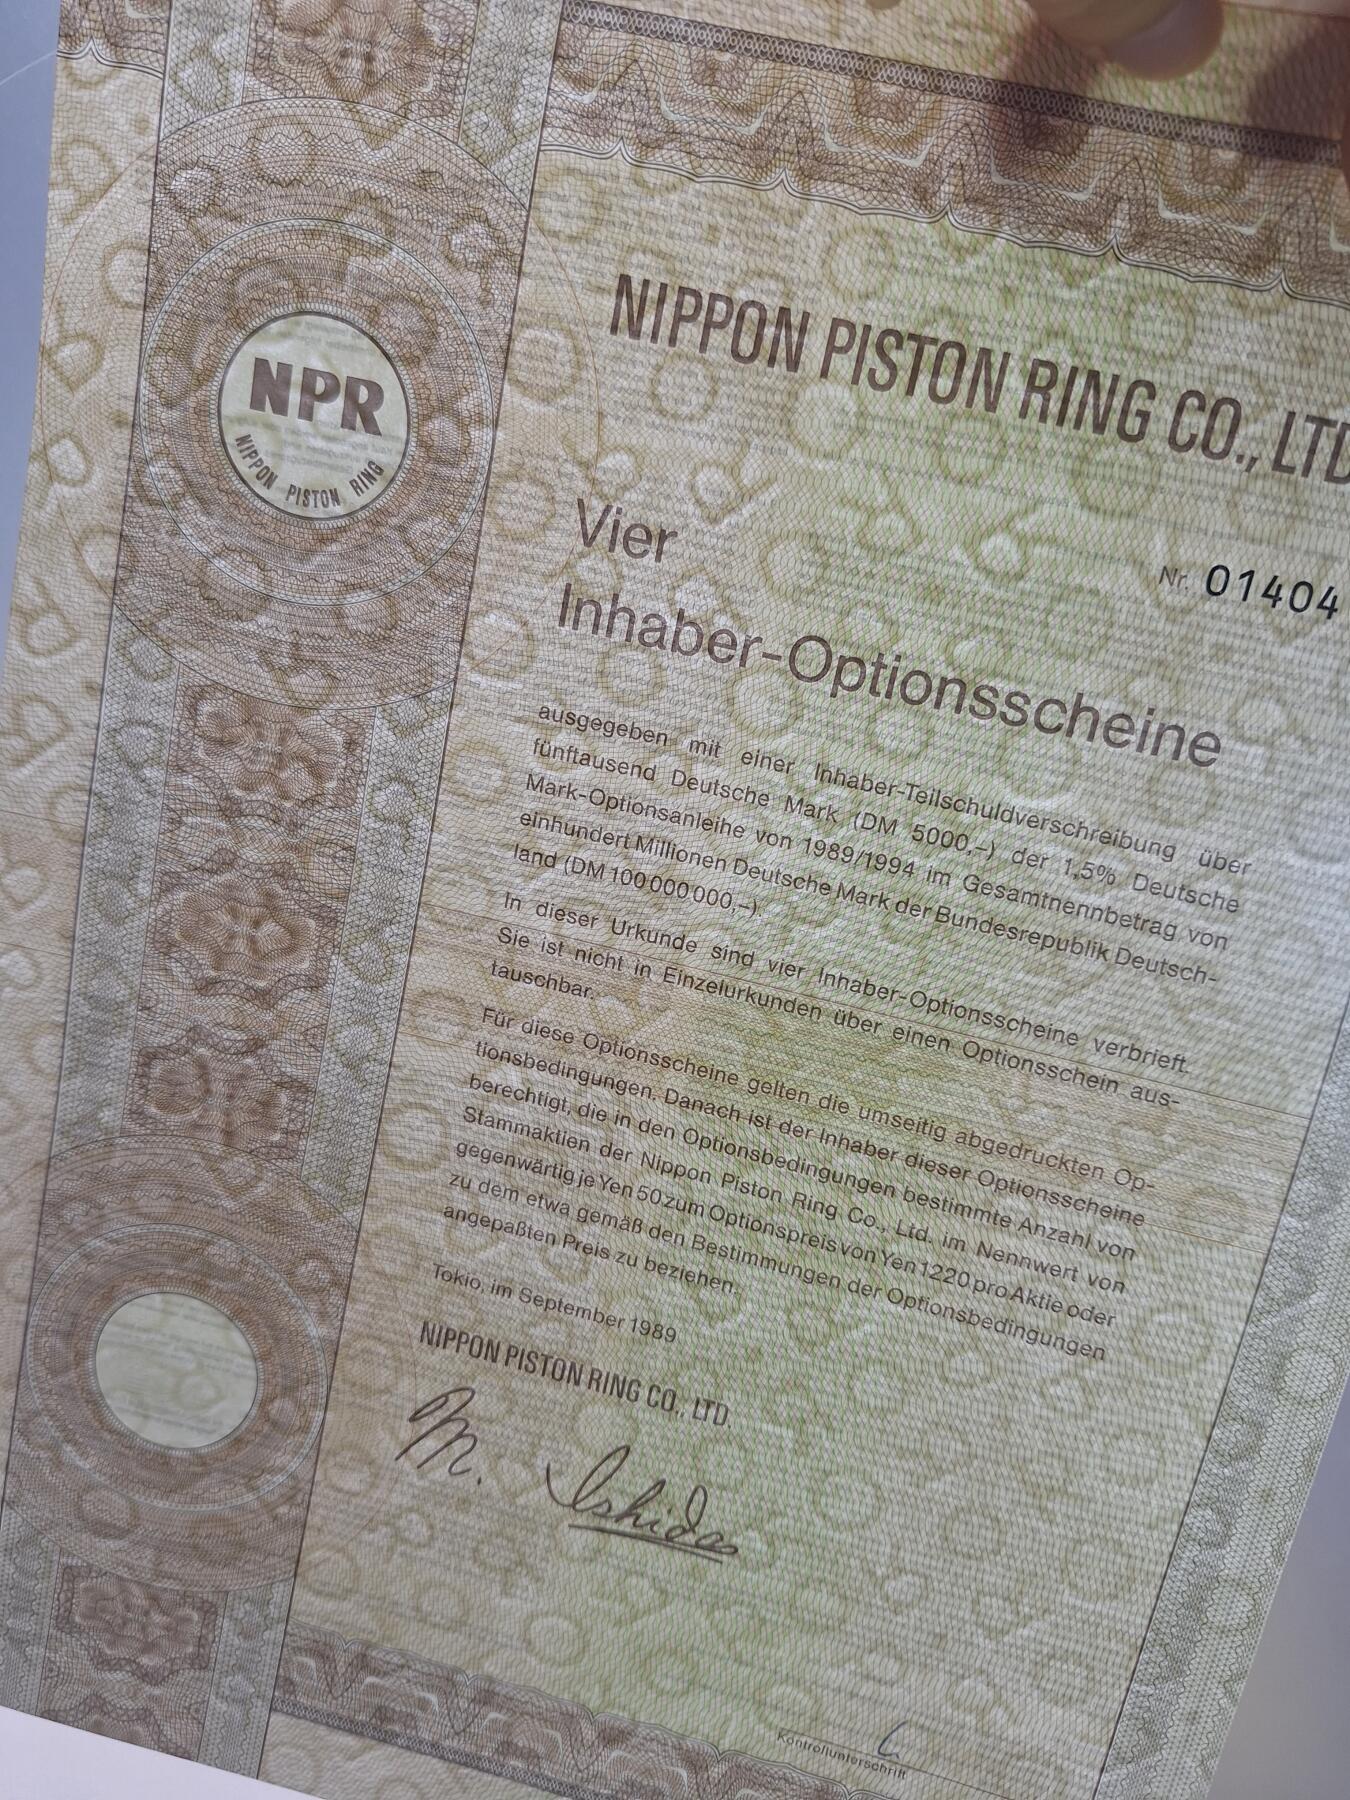 NPR
NIPPON PISTON RING
NIPPON PISTON RING CO., LTD
Vier
Nr. 01404
Inhaber-Optionsscheine
ausgegeben mit einer Inhaber-Teilschuldverschreibung über
fünftausend Deutsche Mark (DM 5000,–) der 1,5% Deutsche
Mark-Optionsanleihe von 1989/1994 im Gesamtnennbetrag von
einhundert Millionen Deutsche Mark der Bundesrepublik Deutsch-
land (DM 100 000 000,–).
In dieser Urkunde sind vier Inhaber-Optionsscheine verbrieft.
Sie ist nicht in Einzelurkunden über einen Optionsschein aus-
tauschbar.
Für diese Optionsscheine gelten die umseitig abgedruckten Op-
tionsbedingungen. Danach ist der Inhaber dieser Optionsscheine
berechtigt, die in den Optionsbedingungen bestimmte Anzahl von
Stammaktien der Nippon Piston Ring Co., Ltd. im Nennwert von
gegenwärtig je Yen 50 zum Optionspreis von Yen 1220 pro Aktie oder
zu dem etwa gemäß den Bestimmungen der Optionsbedingungen
angepaßten Preis zu beziehen.
Tokio, im September 1989
NIPPON PISTON RING CO., LTD.
M. Ishida
Kontrollunterschrift